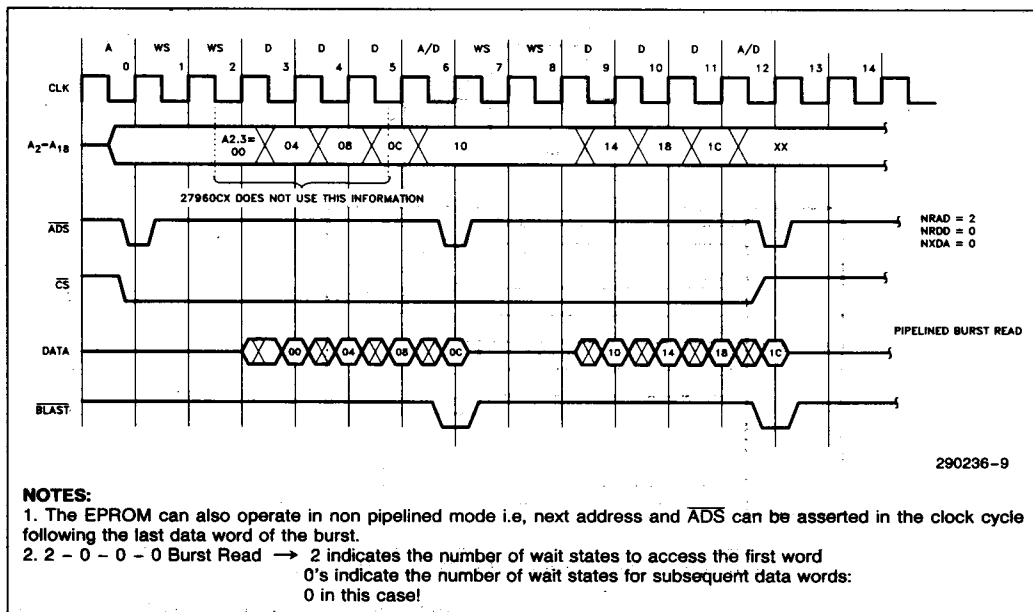 A WS WS D D D A/D WS WS D D D A/D
0 1 2 3 4 5 6 7 8 9 10 11 12 13 14
CLK
A2.3=
A2–A18 00 04 08 0C 10 14 18 1C XX
27960CX DOES NOT USE THIS INFORMATION
ADS
NRAD = 2
NRDD = 0
NXDA = 0
CS
PIPELINED BURST READ
DATA 00 04 08 0C 10 14 18 1C
BLAST
290236–9
NOTES:
1. The EPROM can also operate in non pipelined mode i.e, next address and ADS can be asserted in the clock cycle
following the last data word of the burst.
2. 2 – 0 – 0 – 0 Burst Read → 2 indicates the number of wait states to access the first word
0's indicate the number of wait states for subsequent data words:
0 in this case!